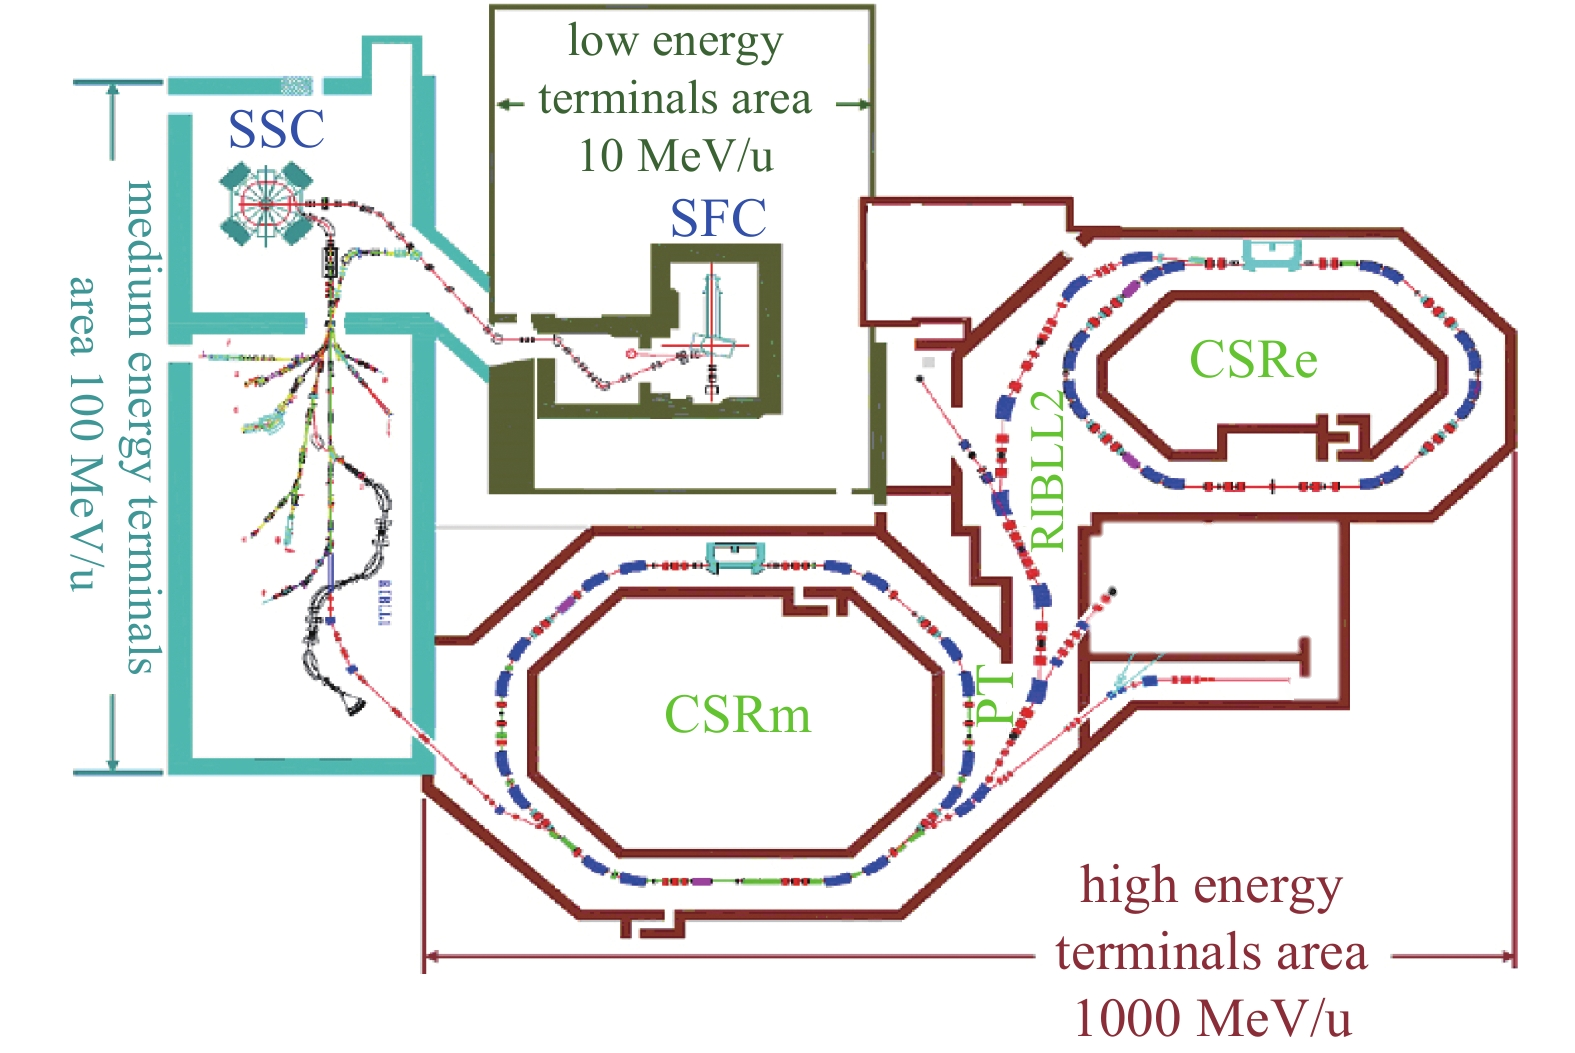 low energy
terminals area
10 MeV/u
SSC
SFC
medium energy terminals
area 100 MeV/u
CSRe
RIBLL2
RIBLL1
CSRm
PT
high energy
terminals area
1000 MeV/u